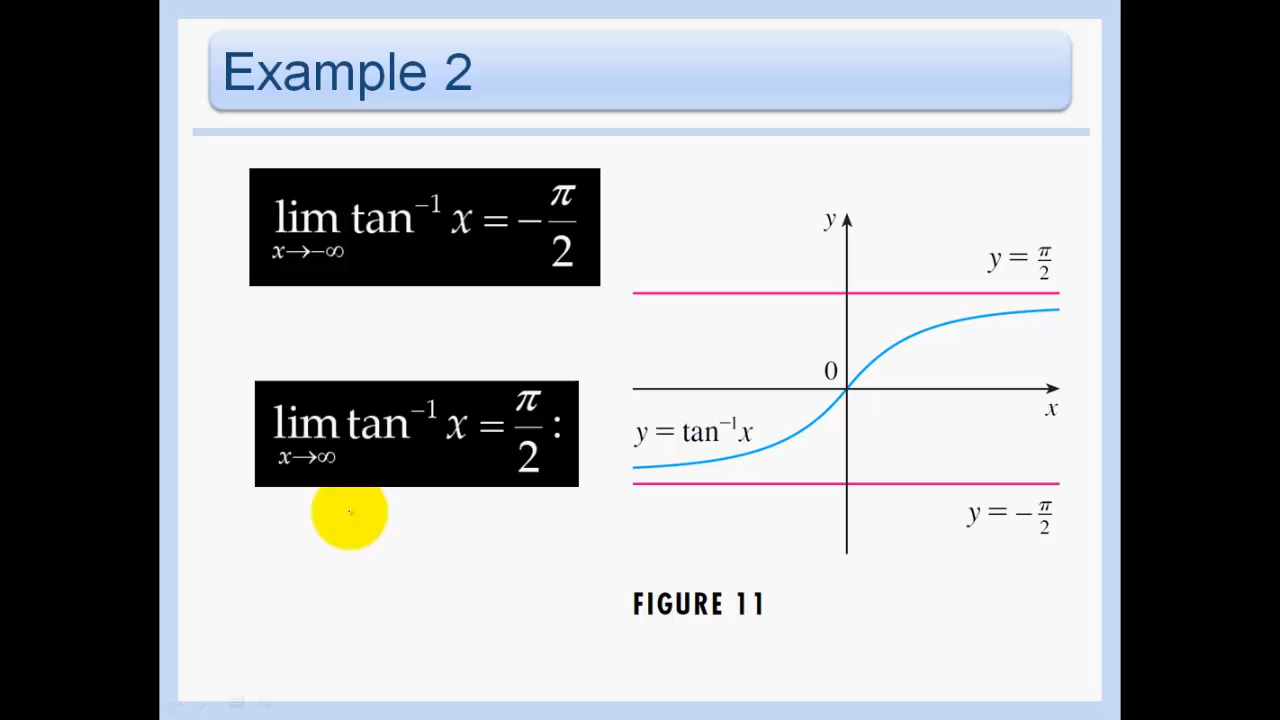 Example 2
lim tan⁻¹ x = −π/2
x→−∞
lim tan⁻¹ x = π/2 :
x→∞
y
y = π/2
0
x
y = tan⁻¹x
y = −π/2
FIGURE 11